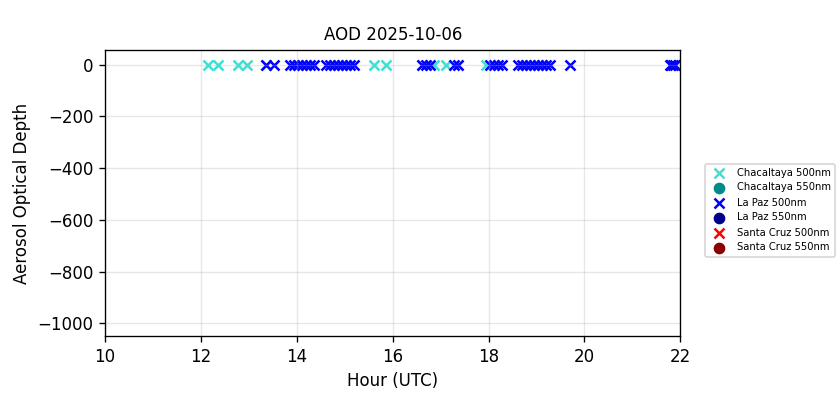 AOD 2025-10-06
Aerosol Optical Depth
0
−200
−400
−600
−800
−1000
10 12 14 16 18 20 22
Hour (UTC)
Chacaltaya 500nm
Chacaltaya 550nm
La Paz 500nm
La Paz 550nm
Santa Cruz 500nm
Santa Cruz 550nm